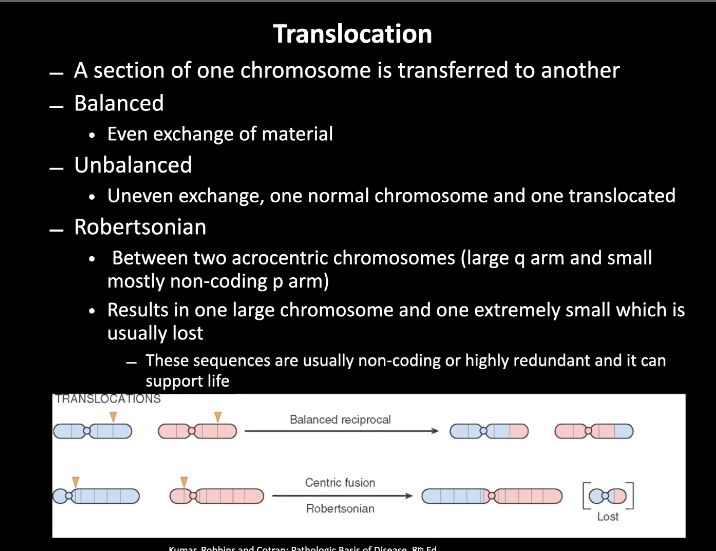 Translocation
– A section of one chromosome is transferred to another
– Balanced
• Even exchange of material
– Unbalanced
• Uneven exchange, one normal chromosome and one translocated
– Robertsonian
• Between two acrocentric chromosomes (large q arm and small
mostly non-coding p arm)
• Results in one large chromosome and one extremely small which is
usually lost
– These sequences are usually non-coding or highly redundant and it can
support life
TRANSLOCATIONS
Balanced reciprocal
Centric fusion
Robertsonian
Lost
Kumar, Robbins and Cotran: Pathologic Basis of Disease, 8th Ed